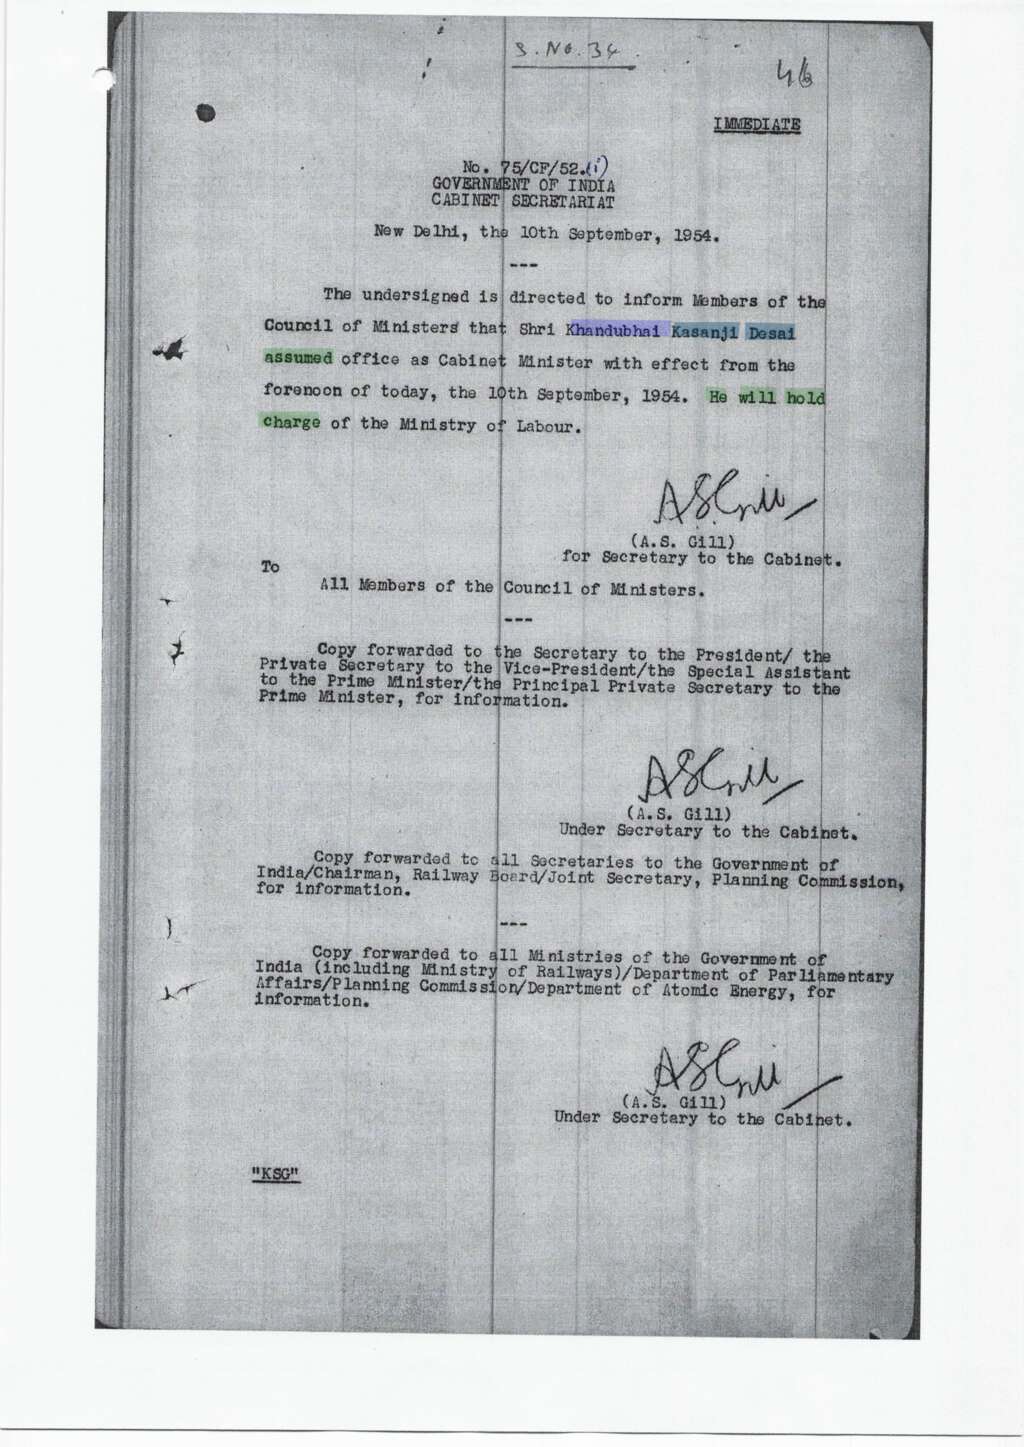 S.No.34.
46
IMMEDIATE
No. 75/CF/52.(i)
GOVERNMENT OF INDIA
CABINET SECRETARIAT
New Delhi, the 10th September, 1954.
---
The undersigned is directed to inform Members of the
Council of Ministers that Shri Khandubhai Kasanji Desai
assumed office as Cabinet Minister with effect from the
forenoon of today, the 10th September, 1954. He will hold
charge of the Ministry of Labour.
ASGill
(A.S. Gill)
for Secretary to the Cabinet.
To
All Members of the Council of Ministers.
---
Copy forwarded to the Secretary to the President/ the
Private Secretary to the Vice-President/the Special Assistant
to the Prime Minister/the Principal Private Secretary to the
Prime Minister, for information.
ASGill
(A.S. Gill)
Under Secretary to the Cabinet.
Copy forwarded to all Secretaries to the Government of
India/Chairman, Railway Board/Joint Secretary, Planning Commission,
for information.
---
Copy forwarded to all Ministries of the Government of
India (including Ministry of Railways)/Department of Parliamentary
Affairs/Planning Commission/Department of Atomic Energy, for
information.
ASGill
(A.S. Gill)
Under Secretary to the Cabinet.
"KSG"